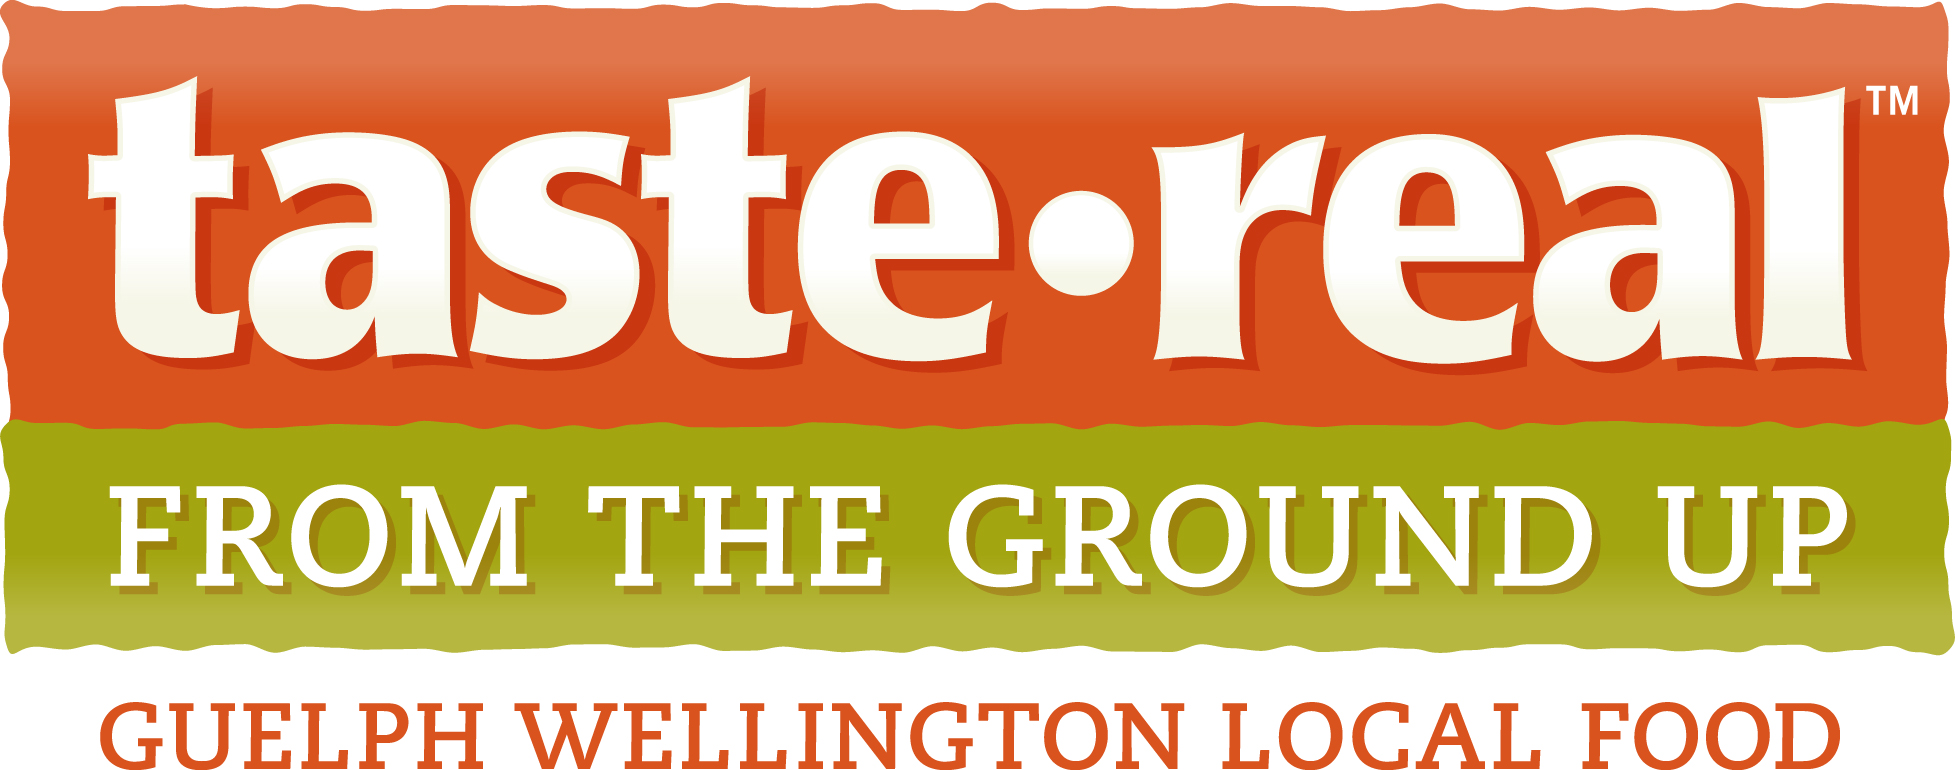 taste•real™
FROM THE GROUND UP
GUELPH WELLINGTON LOCAL FOOD